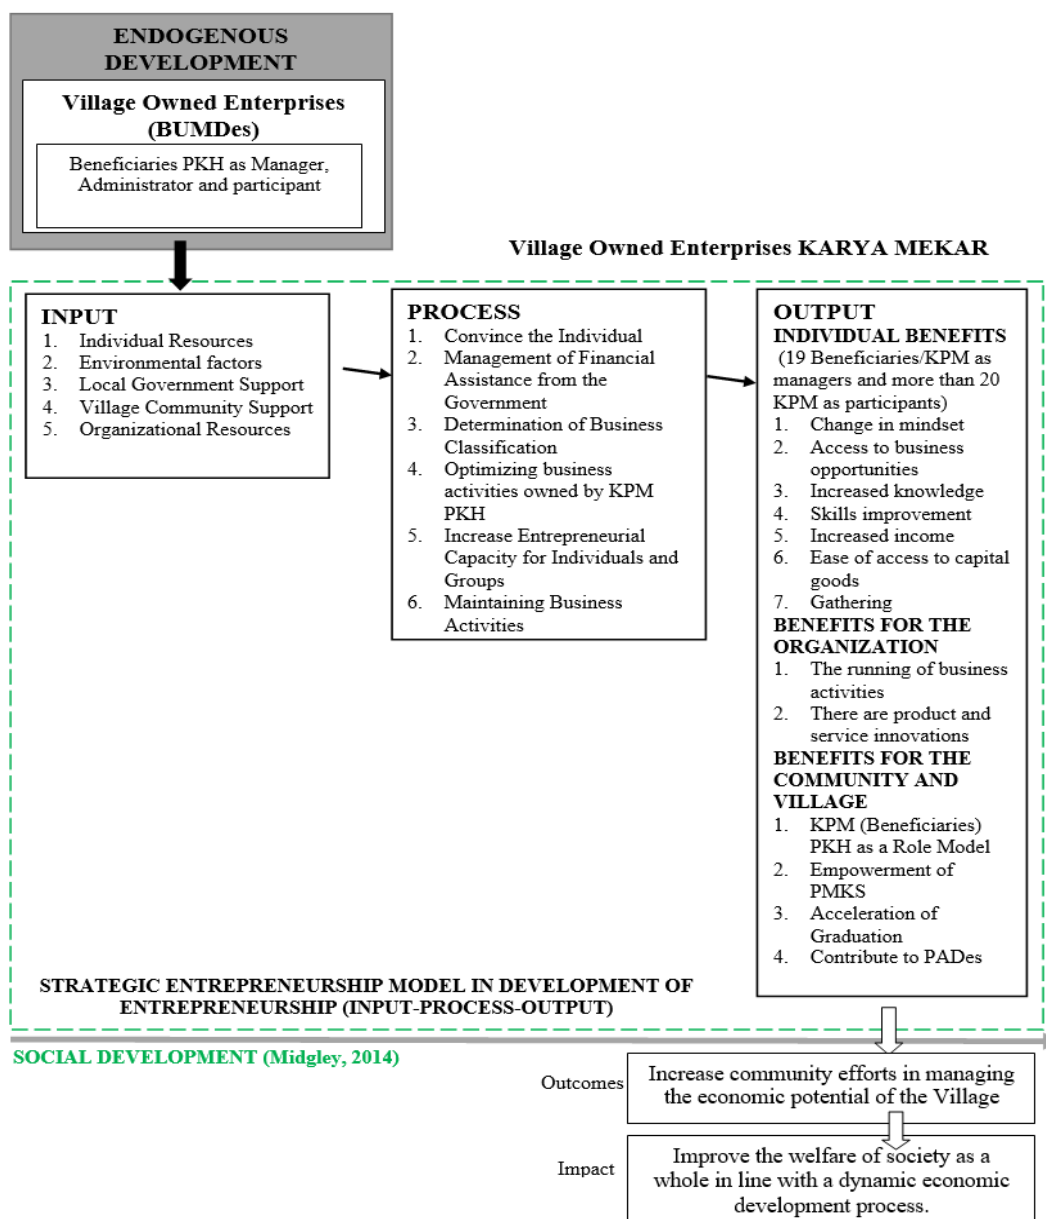 ENDOGENOUS
DEVELOPMENT
Village Owned Enterprises
(BUMDes)
Beneficiaries PKH as Manager,
Administrator and participant
Village Owned Enterprises KARYA MEKAR
INPUT
1. Individual Resources
2. Environmental factors
3. Local Government Support
4. Village Community Support
5. Organizational Resources
PROCESS
1. Convince the Individual
2. Management of Financial
Assistance from the
Government
3. Determination of Business
Classification
4. Optimizing business
activities owned by KPM
PKH
5. Increase Entrepreneurial
Capacity for Individuals and
Groups
6. Maintaining Business
Activities
OUTPUT
INDIVIDUAL BENEFITS
(19 Beneficiaries/KPM as
managers and more than 20
KPM as participants)
1. Change in mindset
2. Access to business
opportunities
3. Increased knowledge
4. Skills improvement
5. Increased income
6. Ease of access to capital
goods
7. Gathering
BENEFITS FOR THE
ORGANIZATION
1. The running of business
activities
2. There are product and
service innovations
BENEFITS FOR THE
COMMUNITY AND
VILLAGE
1. KPM (Beneficiaries)
PKH as a Role Model
2. Empowerment of
PMKS
3. Acceleration of
Graduation
4. Contribute to PADes
STRATEGIC ENTREPRENEURSHIP MODEL IN DEVELOPMENT OF
ENTREPRENEURSHIP (INPUT-PROCESS-OUTPUT)
SOCIAL DEVELOPMENT (Midgley, 2014)
Outcomes
Increase community efforts in managing
the economic potential of the Village
Impact
Improve the welfare of society as a
whole in line with a dynamic economic
development process.